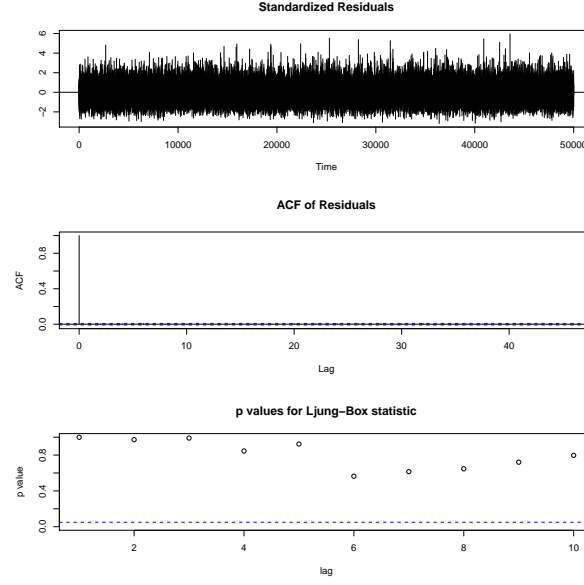 Standardized Residuals
6
4
2
0
−2
0 10000 20000 30000 40000 50000
Time
ACF of Residuals
ACF
0.8
0.4
0.0
0 10 20 30 40
Lag
p values for Ljung−Box statistic
p value
0.8
0.4
0.0
2 4 6 8 10
lag